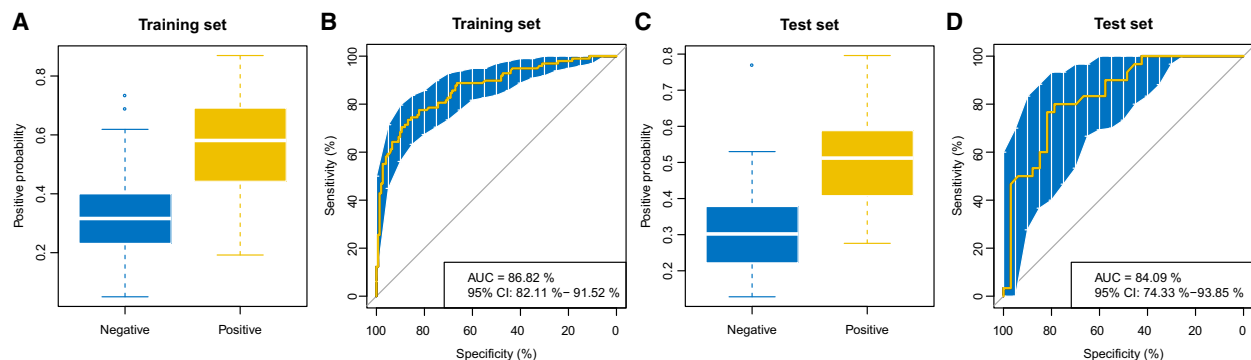 A
Training set
Positive probability
0.8
0.6
0.4
0.2
Negative
Positive
B
Training set
Sensitivity (%)
100
80
60
40
20
0
AUC = 86.82 %
95% CI: 82.11 %− 91.52 %
100
80
60
40
20
0
Specificity (%)
C
Test set
Positive probability
0.8
0.7
0.6
0.5
0.4
0.3
0.2
Negative
Positive
D
Test set
Sensitivity (%)
100
80
60
40
20
0
AUC = 84.09 %
95% CI: 74.33 %−93.85 %
100
80
60
40
20
0
Specificity (%)